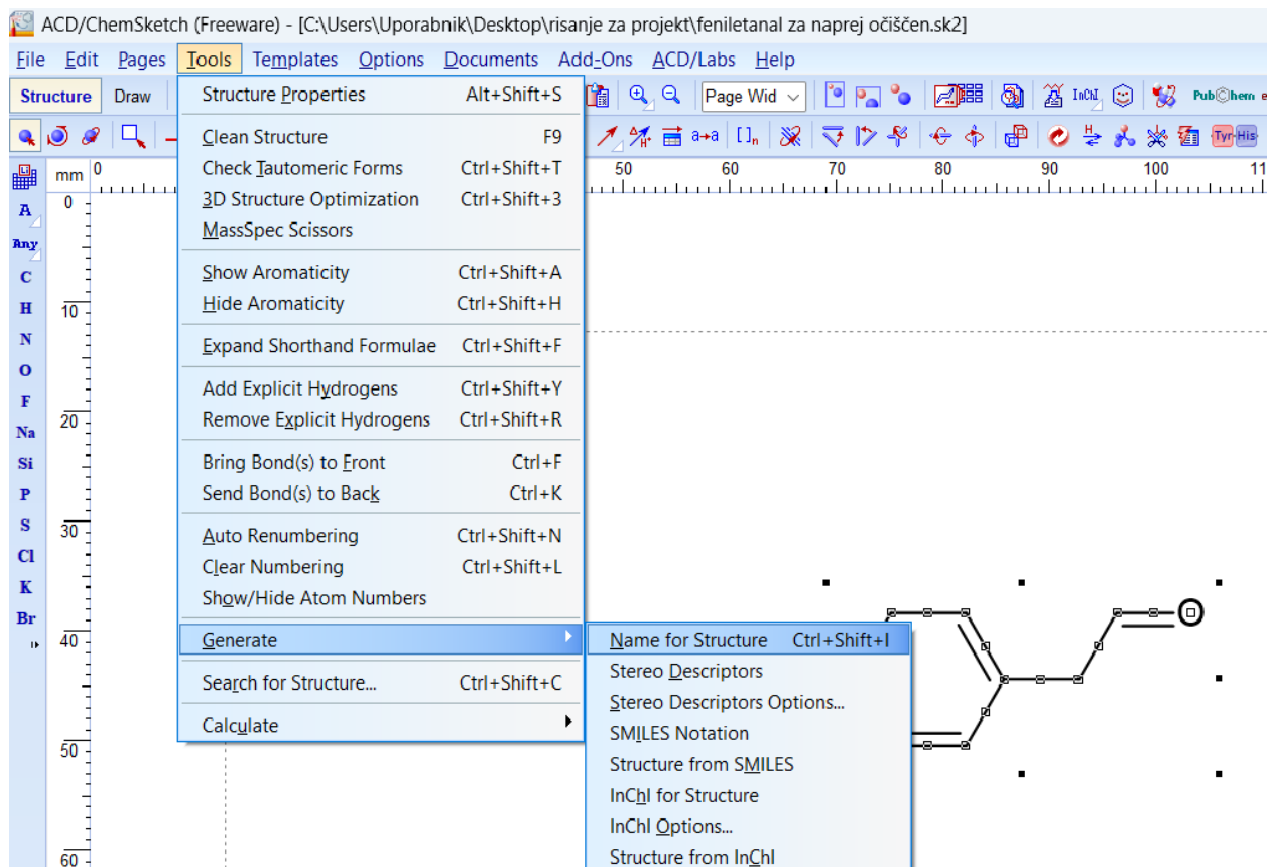 ACD/ChemSketch (Freeware) - [C:\Users\Uporabnik\Desktop\risanje za projekt\feniletanal za naprej očiščen.sk2]
File Edit Pages Tools Templates Options Documents Add-Ons ACD/Labs Help
Structure Draw Page Wid InChI PubChem
a→a []n H Tyr His
mm 0 50 60 70 80 90 100 11
Structure Properties Alt+Shift+S
Clean Structure F9
Check Tautomeric Forms Ctrl+Shift+T
3D Structure Optimization Ctrl+Shift+3
MassSpec Scissors
Show Aromaticity Ctrl+Shift+A
Hide Aromaticity Ctrl+Shift+H
Expand Shorthand Formulae Ctrl+Shift+F
Add Explicit Hydrogens Ctrl+Shift+Y
Remove Explicit Hydrogens Ctrl+Shift+R
Bring Bond(s) to Front Ctrl+F
Send Bond(s) to Back Ctrl+K
Auto Renumbering Ctrl+Shift+N
Clear Numbering Ctrl+Shift+L
Show/Hide Atom Numbers
Generate
Search for Structure... Ctrl+Shift+C
Calculate
Name for Structure Ctrl+Shift+I
Stereo Descriptors
Stereo Descriptors Options...
SMILES Notation
Structure from SMILES
InChI for Structure
InChI Options...
Structure from InChI
A
Any
C
H
N
O
F
Na
Si
P
S
Cl
K
Br
0
10
20
30
40
50
60
O